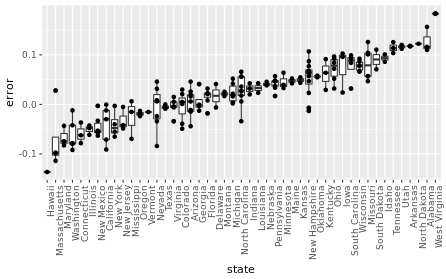 0.1
0.0
-0.1
error
Hawaii
Massachusetts
Maryland
Washington
Connecticut
Illinois
New Mexico
California
New York
New Jersey
Mississippi
Oregon
Vermont
Nevada
Texas
Virginia
Colorado
Arizona
Georgia
Florida
Delaware
Montana
Michigan
North Carolina
Indiana
Louisiana
Nebraska
Pennsylvania
Minnesota
Maine
Kansas
New Hampshire
Oklahoma
Kentucky
Ohio
Iowa
South Carolina
Wisconsin
Missouri
South Dakota
Idaho
Tennessee
Utah
Arkansas
North Dakota
Alabama
West Virginia
state